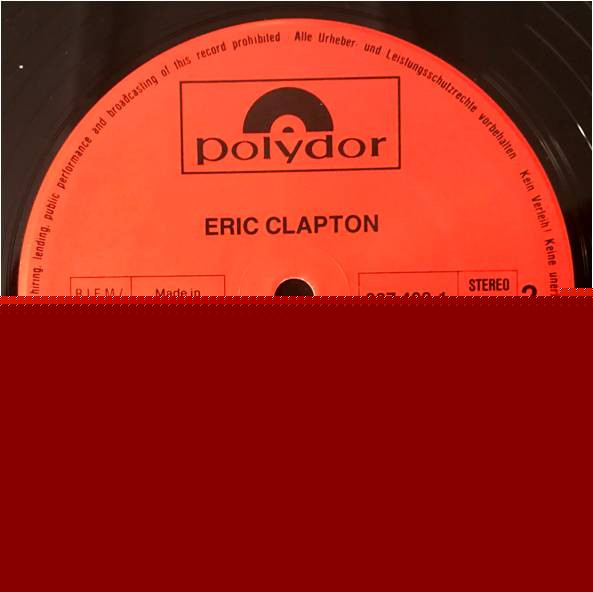 hiring, lending, public performance and broadcasting of this record prohibited Alle Urheber- und Leistungsschutzrechte vorbehalten Kein Verleih! Keine
polydor
ERIC CLAPTON
B.I.E.M./
Made in
STEREO
2